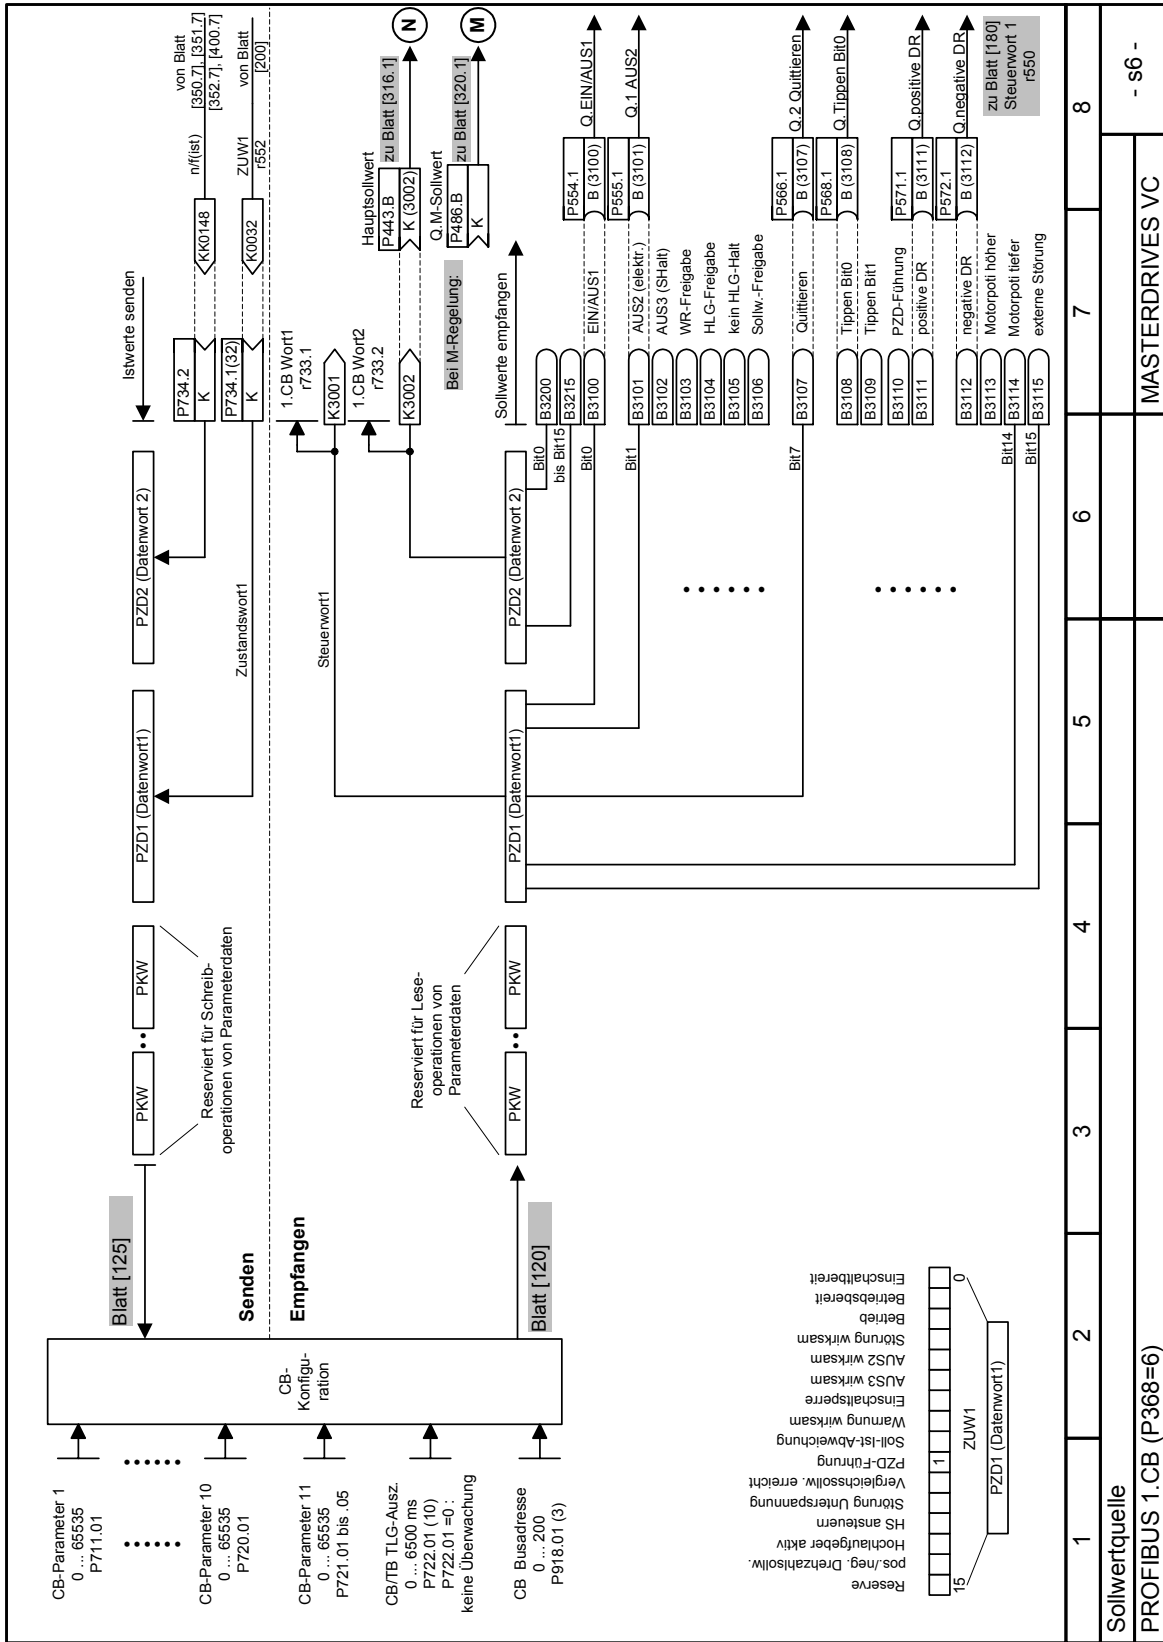 CB-Parameter 1
0 ... 65535
P711.01
CB-Parameter 10
0 ... 65535
P720.01
CB-Parameter 11
0 ... 65535
P721.01 bis .05
CB/TB TLG-Ausz.
0 ... 6500 ms
P722.01 (10)
P722.01 =0 :
keine Überwachung
CB Busadresse
0 ... 200
P918.01 (3)
CB-
Konfigu-
ration
Blatt [125]
Senden
Empfangen
Blatt [120]
PKW
PKW
Reserviert für Schreib-
operationen von Parameterdaten
PZD1 (Datenwort1)
PZD2 (Datenwort 2)
Istwerte senden
P734.2
K
KK0148
n/f(ist)
von Blatt
[350.7], [351.7]
[352.7], [400.7]
P734.1(32)
K
K0032
ZUW1
r552
von Blatt
[200]
Zustandswort1
Steuerwort1
1.CB Wort1
r733.1
K3001
1.CB Wort2
r733.2
K3002
Hauptsollwert
P443.B
K (3002)
zu Blatt [316.1]
N
Bei M-Regelung:
Q.M-Sollwert
P486.B
K
zu Blatt [320.1]
M
Reserviert für Lese-
operationen von
Parameterdaten
PKW
PKW
PZD1 (Datenwort1)
PZD2 (Datenwort 2)
Sollwerte empfangen
Bit0
B3200
bis Bit15
B3215
Bit0
B3100
EIN/AUS1
P554.1
B (3100)
Q.EIN/AUS1
Bit1
B3101
AUS2 (elektr.)
P555.1
B (3101)
Q.1 AUS2
B3102
AUS3 (SHalt)
B3103
WR-Freigabe
B3104
HLG-Freigabe
B3105
kein HLG-Halt
B3106
Sollw.-Freigabe
Bit7
B3107
Quittieren
P566.1
B (3107)
Q.2 Quittieren
B3108
Tippen Bit0
P568.1
B (3108)
Q.Tippen Bit0
B3109
Tippen Bit1
B3110
PZD-Führung
B3111
positive DR
P571.1
B (3111)
Q.positive DR
B3112
negative DR
P572.1
B (3112)
Q.negative DR
B3113
Motorpoti höher
Bit14
B3114
Motorpoti tiefer
Bit15
B3115
externe Störung
zu Blatt [180]
Steuerwort 1
r550
Einschaltbereit
Betriebsbereit
Betrieb
Störung wirksam
AUS2 wirksam
AUS3 wirksam
Einschaltsperre
Warnung wirksam
Soll-Ist-Abweichung
PZD-Führung
Vergleichssollw. erreicht
Störung Unterspannung
HS ansteuern
Hochlaufgeber aktiv
pos./neg. Drehzahlsollw.
Reserve
1
15
ZUW1
0
PZD1 (Datenwort1)
1
2
3
4
5
6
7
8
Sollwertquelle
PROFIBUS 1.CB (P368=6)
MASTERDRIVES VC
- s6 -